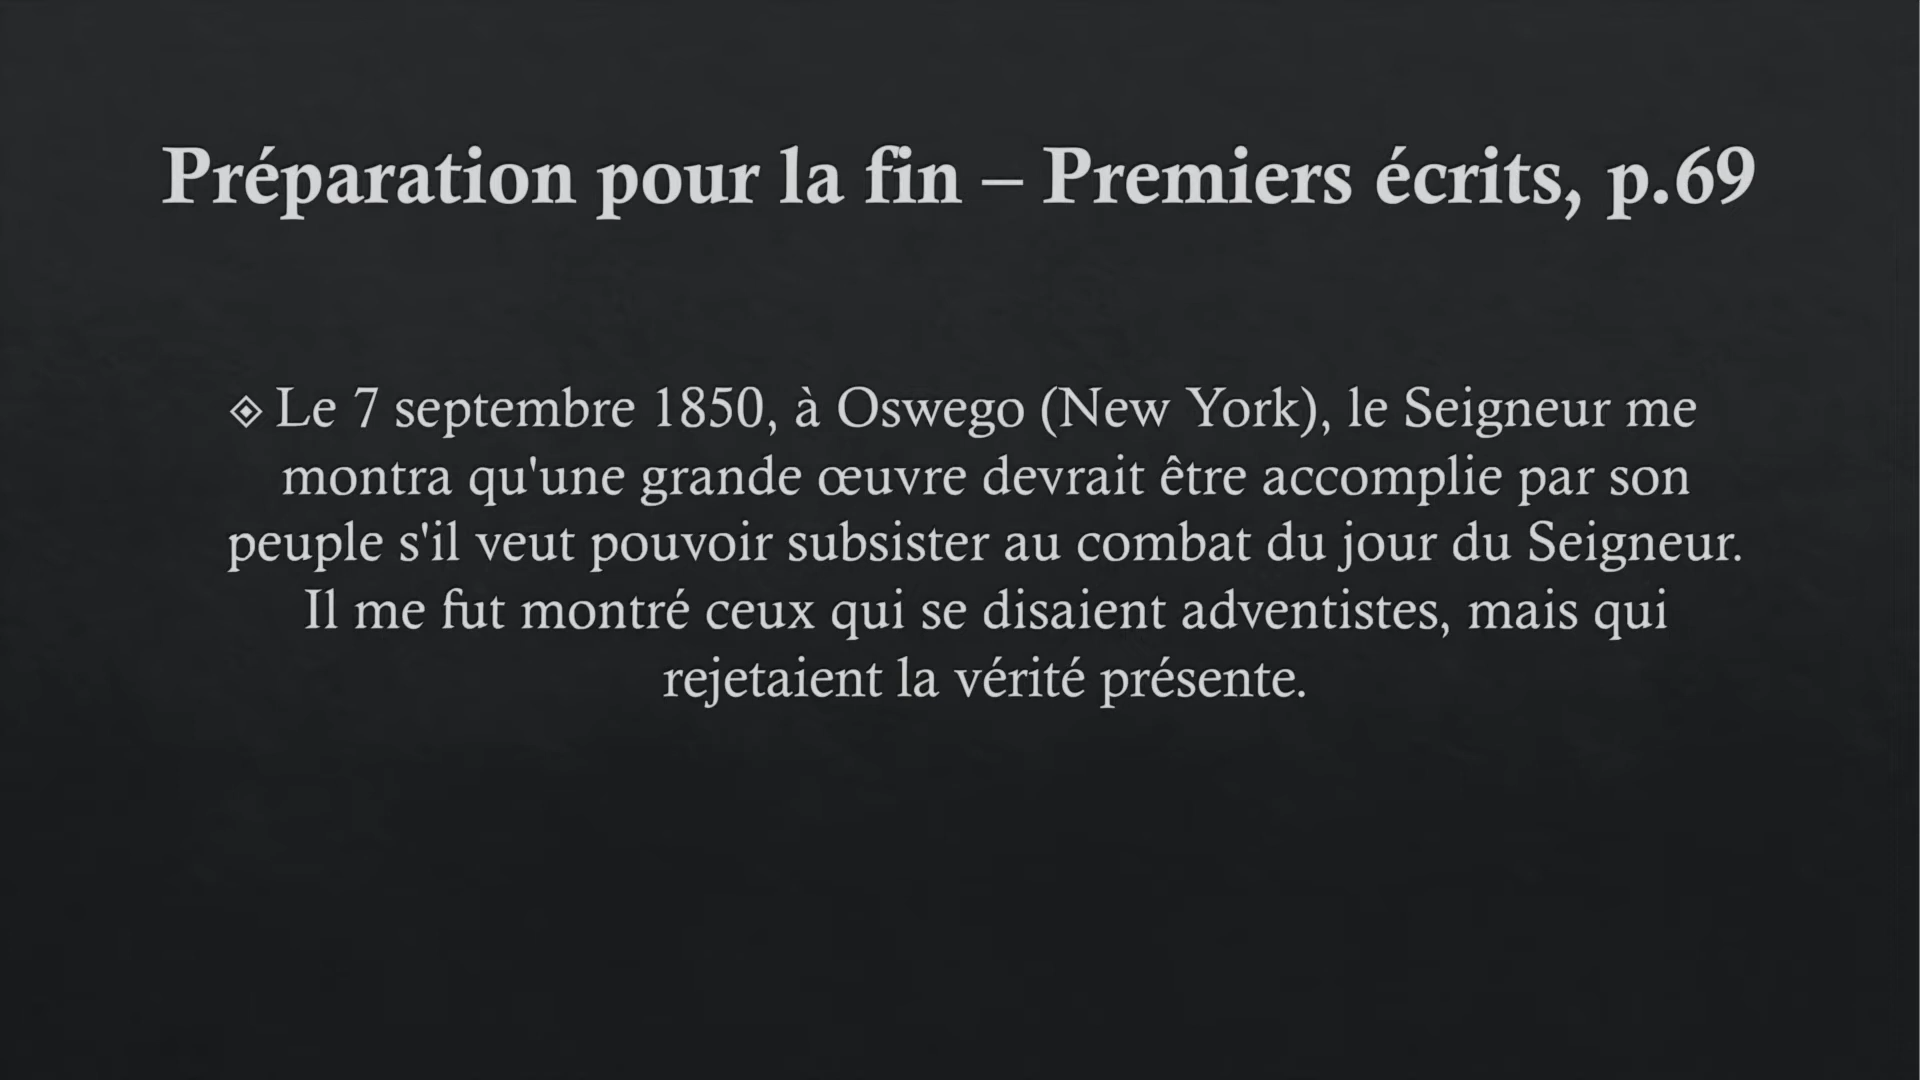 Préparation pour la fin – Premiers écrits, p.69
◈ Le 7 septembre 1850, à Oswego (New York), le Seigneur me
montra qu'une grande œuvre devrait être accomplie par son
peuple s'il veut pouvoir subsister au combat du jour du Seigneur.
Il me fut montré ceux qui se disaient adventistes, mais qui
rejetaient la vérité présente.